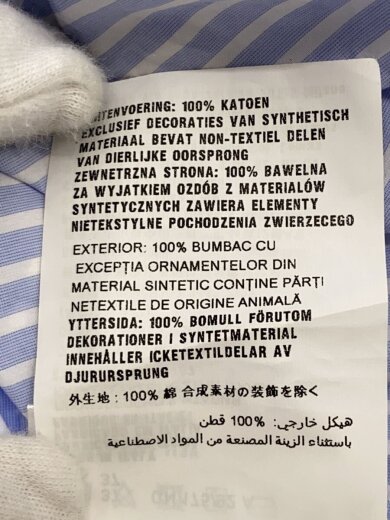 TENVOERING: 100% KATOEN
EXCLUSIEF DECORATIES VAN SYNTHETISCH
MATERIAAL BEVAT NON-TEXTIEL DELEN
VAN DIERLIJKE OORSPRONG
ZEWNETRZNA STRONA: 100% BAWELNA
ZA WYJATKIEM OZDÓB Z MATERIALÓW
SYNTETYCZNYCH ZAWIERA ELEMENTY
NIETEKSTYLNE POCHODZENIA ZWIERZECEGO
EXTERIOR: 100% BUMBAC CU
EXCEPȚIA ORNAMENTELOR DIN
MATERIAL SINTETIC CONȚINE PĂRȚI
NETEXTILE DE ORIGINE ANIMALĂ
YTTERSIDA: 100% BOMULL FÖRUTOM
DEKORATIONER I SYNTETMATERIAL
INNEHÅLLER ICKETEXTILDELAR AV
DJURURSPRUNG
外生地 : 100% 綿 合成素材の装飾を除く
هيكل خارجي: 100% قطن
باستثناء الزينة المصنعة من المواد الاصطناعية